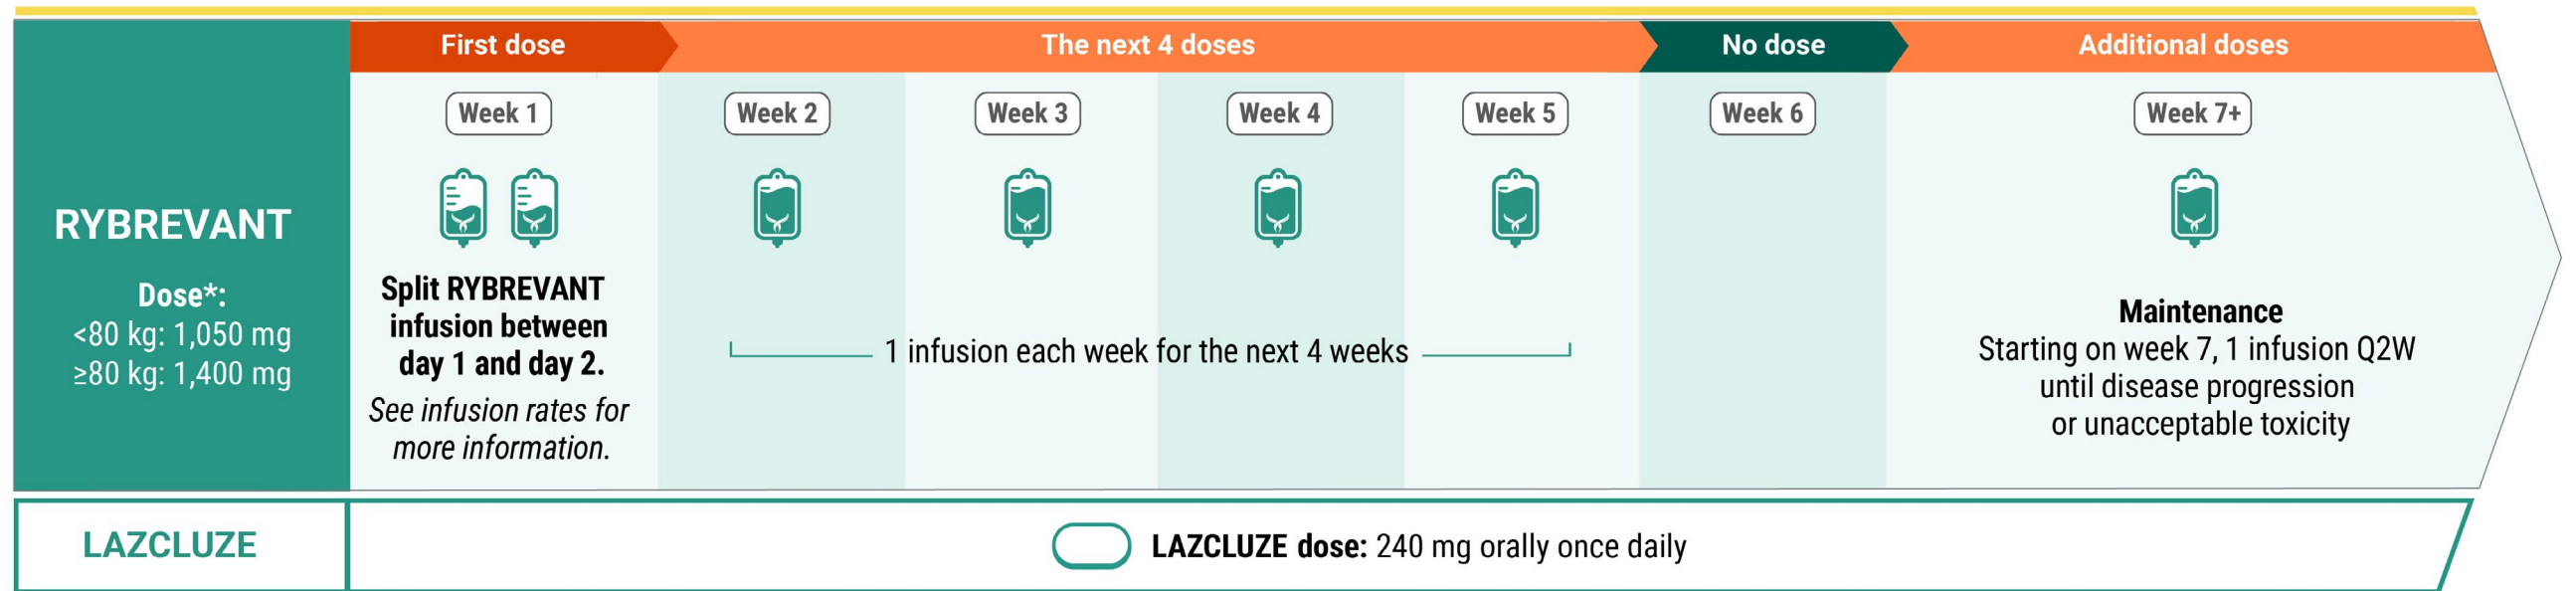 First dose
The next 4 doses
No dose
Additional doses
Week 1
Week 2
Week 3
Week 4
Week 5
Week 6
Week 7+
RYBREVANT
Dose*:
<80 kg: 1,050 mg
≥80 kg: 1,400 mg
Split RYBREVANT
infusion between
day 1 and day 2.
See infusion rates for
more information.
1 infusion each week for the next 4 weeks
Maintenance
Starting on week 7, 1 infusion Q2W
until disease progression
or unacceptable toxicity
LAZCLUZE
LAZCLUZE dose: 240 mg orally once daily